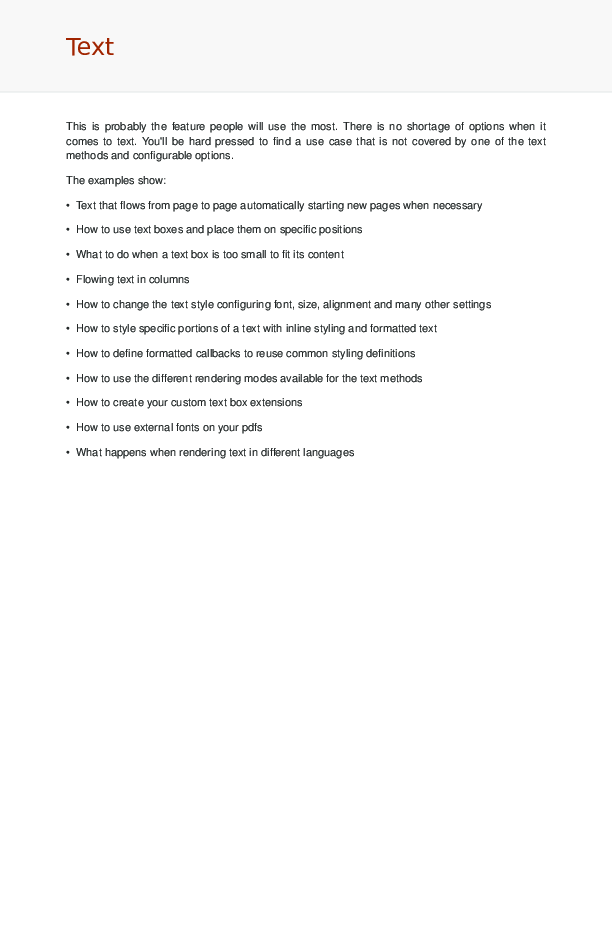 Text
This is probably the feature people will use the most. There is no shortage of options when it
comes to text. You'll be hard pressed to find a use case that is not covered by one of the text
methods and configurable options.
The examples show:
• Text that flows from page to page automatically starting new pages when necessary
• How to use text boxes and place them on specific positions
• What to do when a text box is too small to fit its content
• Flowing text in columns
• How to change the text style configuring font, size, alignment and many other settings
• How to style specific portions of a text with inline styling and formatted text
• How to define formatted callbacks to reuse common styling definitions
• How to use the different rendering modes available for the text methods
• How to create your custom text box extensions
• How to use external fonts on your pdfs
• What happens when rendering text in different languages